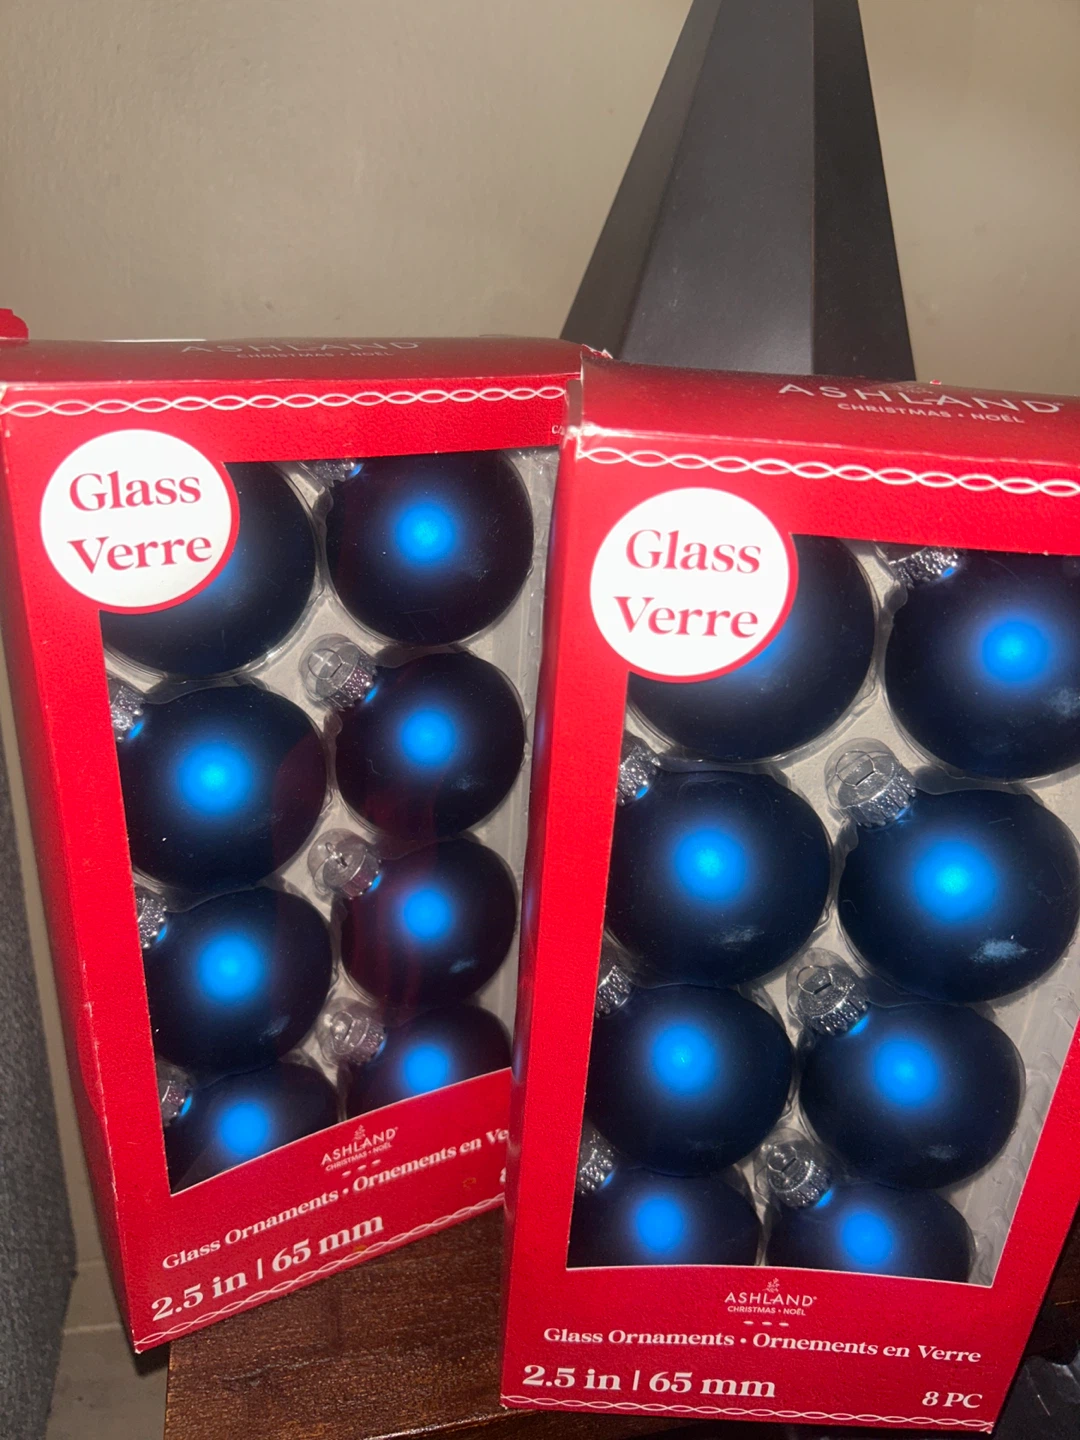 ASHLAND
CHRISTMAS • NOËL
Glass
Verre
ASHLAND®
CHRISTMAS • NOËL
Glass Ornaments • Ornements en
2.5 in | 65 mm
ASHLAND®
CHRISTMAS • NOËL
Glass
Verre
ASHLAND®
CHRISTMAS • NOËL
Glass Ornaments • Ornements en Verre
2.5 in | 65 mm
8 PC